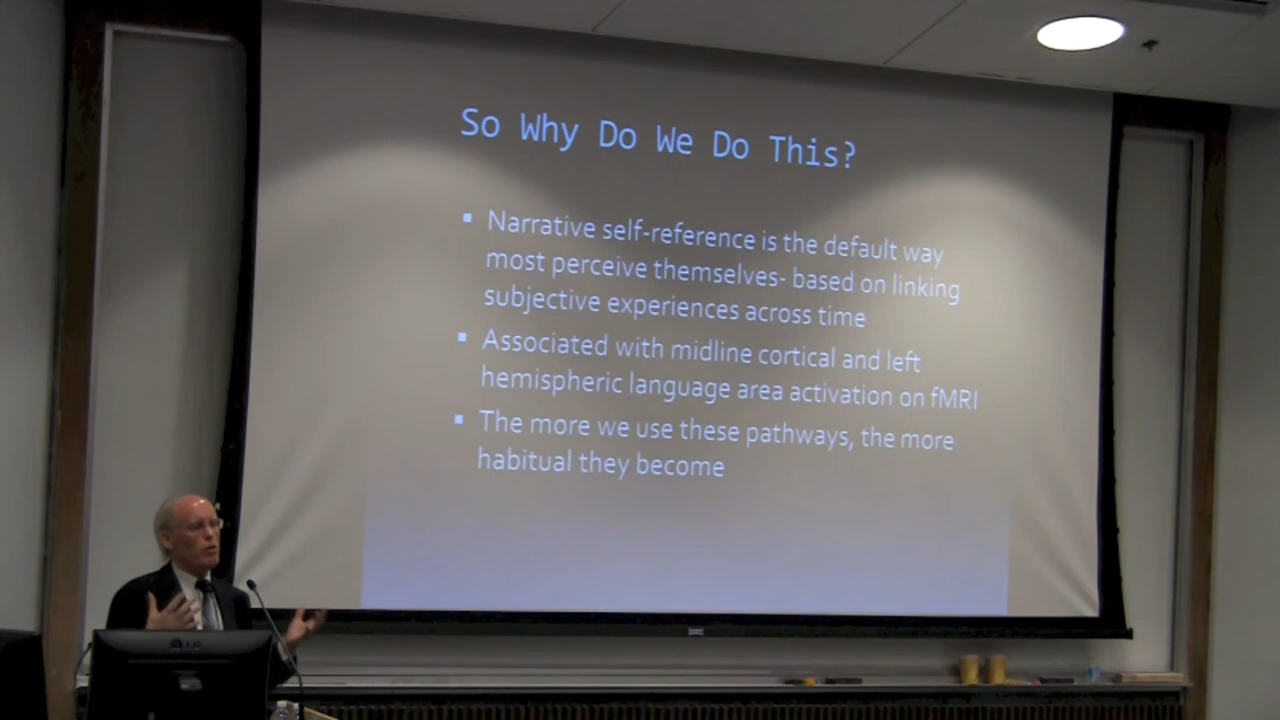 So Why Do We Do This?
▪ Narrative self-reference is the default way
most perceive themselves- based on linking
subjective experiences across time
▪ Associated with midline cortical and left
hemispheric language area activation on fMRI
▪ The more we use these pathways, the more
habitual they become